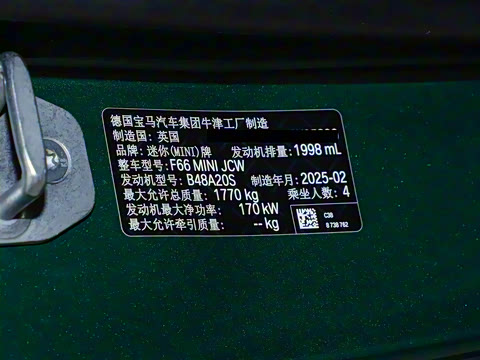 德国宝马汽车集团牛津工厂制造
制造国: 英国
品牌: 迷你(MINI)牌 发动机排量: 1998 mL
整车型号: F66 MINI JCW
发动机型号: B48A20S 制造年月: 2025-02
最大允许总质量: 1770 kg 乘坐人数: 4
发动机最大净功率: 170 kW
最大允许牵引质量: -- kg
C38
8 736 762